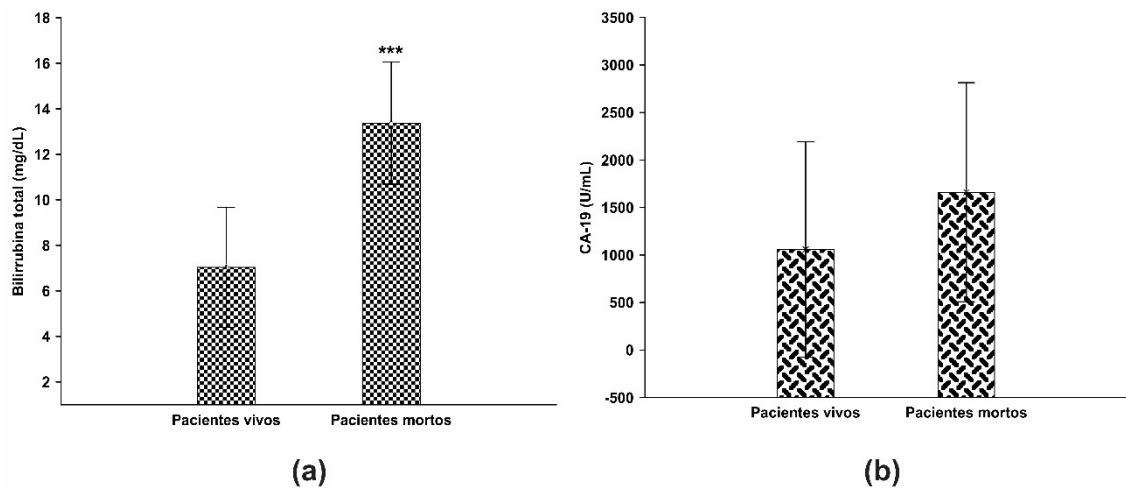 18
16
14
12
10
8
6
4
2
Bilirrubina total (mg/dL)
***
Pacientes vivos
Pacientes mortos
(a)
3500
3000
2500
2000
1500
1000
500
0
-500
CA-19 (U/mL)
Pacientes vivos
Pacientes mortos
(b)